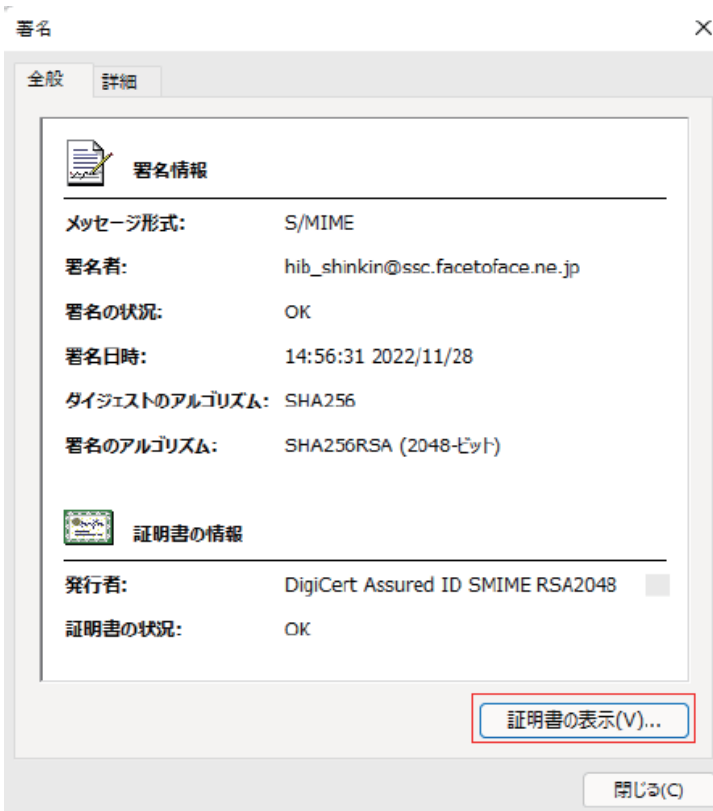 署名
全般 詳細
署名情報
メッセージ形式: S/MIME
署名者: hib_shinkin@ssc.facetoface.ne.jp
署名の状況: OK
署名日時: 14:56:31 2022/11/28
ダイジェストのアルゴリズム: SHA256
署名のアルゴリズム: SHA256RSA (2048-ビット)
証明書の情報
発行者: DigiCert Assured ID SMIME RSA2048
証明書の状況: OK
証明書の表示(V)...
閉じる(C)